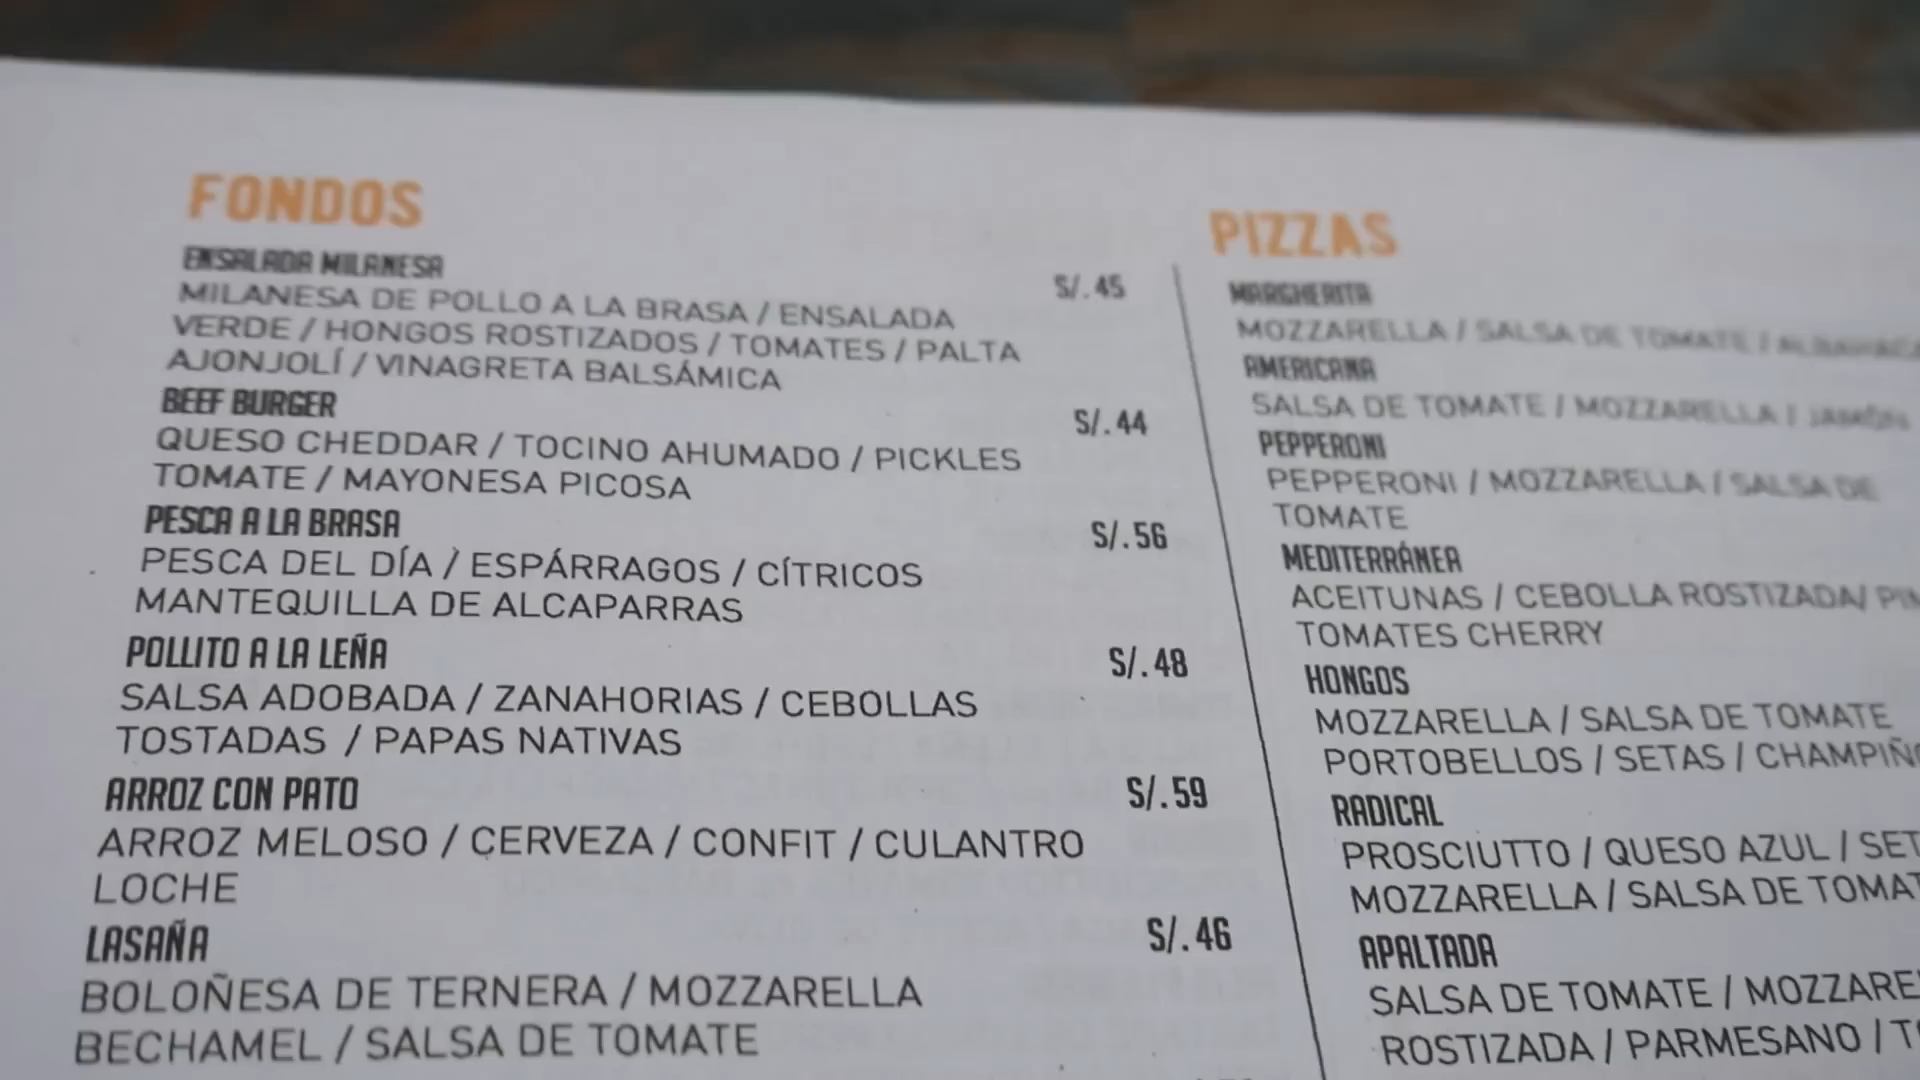 FONDOS
ENSALADA MILANESA
S/.45
MILANESA DE POLLO A LA BRASA / ENSALADA
VERDE / HONGOS ROSTIZADOS / TOMATES / PALTA
AJONJOLÍ / VINAGRETA BALSÁMICA
BEEF BURGER
S/.44
QUESO CHEDDAR / TOCINO AHUMADO / PICKLES
TOMATE / MAYONESA PICOSA
PESCA A LA BRASA
S/.56
PESCA DEL DÍA / ESPÁRRAGOS / CÍTRICOS
MANTEQUILLA DE ALCAPARRAS
POLLITO A LA LEÑA
S/.48
SALSA ADOBADA / ZANAHORIAS / CEBOLLAS
TOSTADAS / PAPAS NATIVAS
ARROZ CON PATO
S/.59
ARROZ MELOSO / CERVEZA / CONFIT / CULANTRO
LOCHE
LASAÑA
S/.46
BOLOÑESA DE TERNERA / MOZZARELLA
BECHAMEL / SALSA DE TOMATE
PIZZAS
MARGHERITA
MOZZARELLA / SALSA DE TOMATE /
AMERICANA
SALSA DE TOMATE / MOZZARELLA / JAMÓN
PEPPERONI
PEPPERONI / MOZZARELLA / SALSA DE
TOMATE
MEDITERRÁNEA
ACEITUNAS / CEBOLLA ROSTIZADA/
TOMATES CHERRY
HONGOS
MOZZARELLA / SALSA DE TOMATE
PORTOBELLOS / SETAS / CHAMPIÑ
RADICAL
PROSCIUTTO / QUESO AZUL / SET
MOZZARELLA / SALSA DE TOMAT
APALTADA
SALSA DE TOMATE / MOZZARE
ROSTIZADA / PARMESANO / T